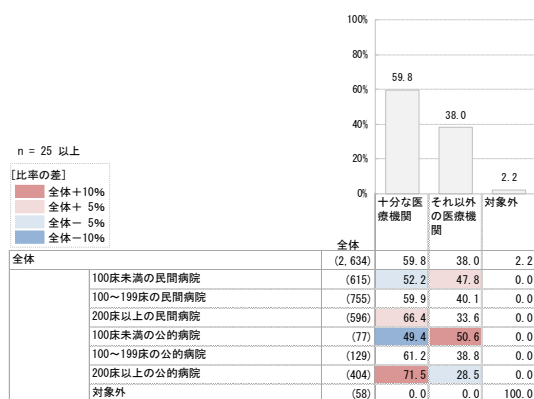 100%
80%
60%
40%
20%
0%
59.8
38.0
2.2
n = 25 以上
[比率の差]
全体+10%
全体+ 5%
全体- 5%
全体-10%
全体
十分な医療機関
それ以外の医療機関
対象外
全体 (2,634) 59.8 38.0 2.2
100床未満の民間病院 (615) 52.2 47.8 0.0
100~199床の民間病院 (755) 59.9 40.1 0.0
200床以上の民間病院 (596) 66.4 33.6 0.0
100床未満の公的病院 (77) 49.4 50.6 0.0
100~199床の公的病院 (129) 61.2 38.8 0.0
200床以上の公的病院 (404) 71.5 28.5 0.0
対象外 (58) 0.0 0.0 100.0